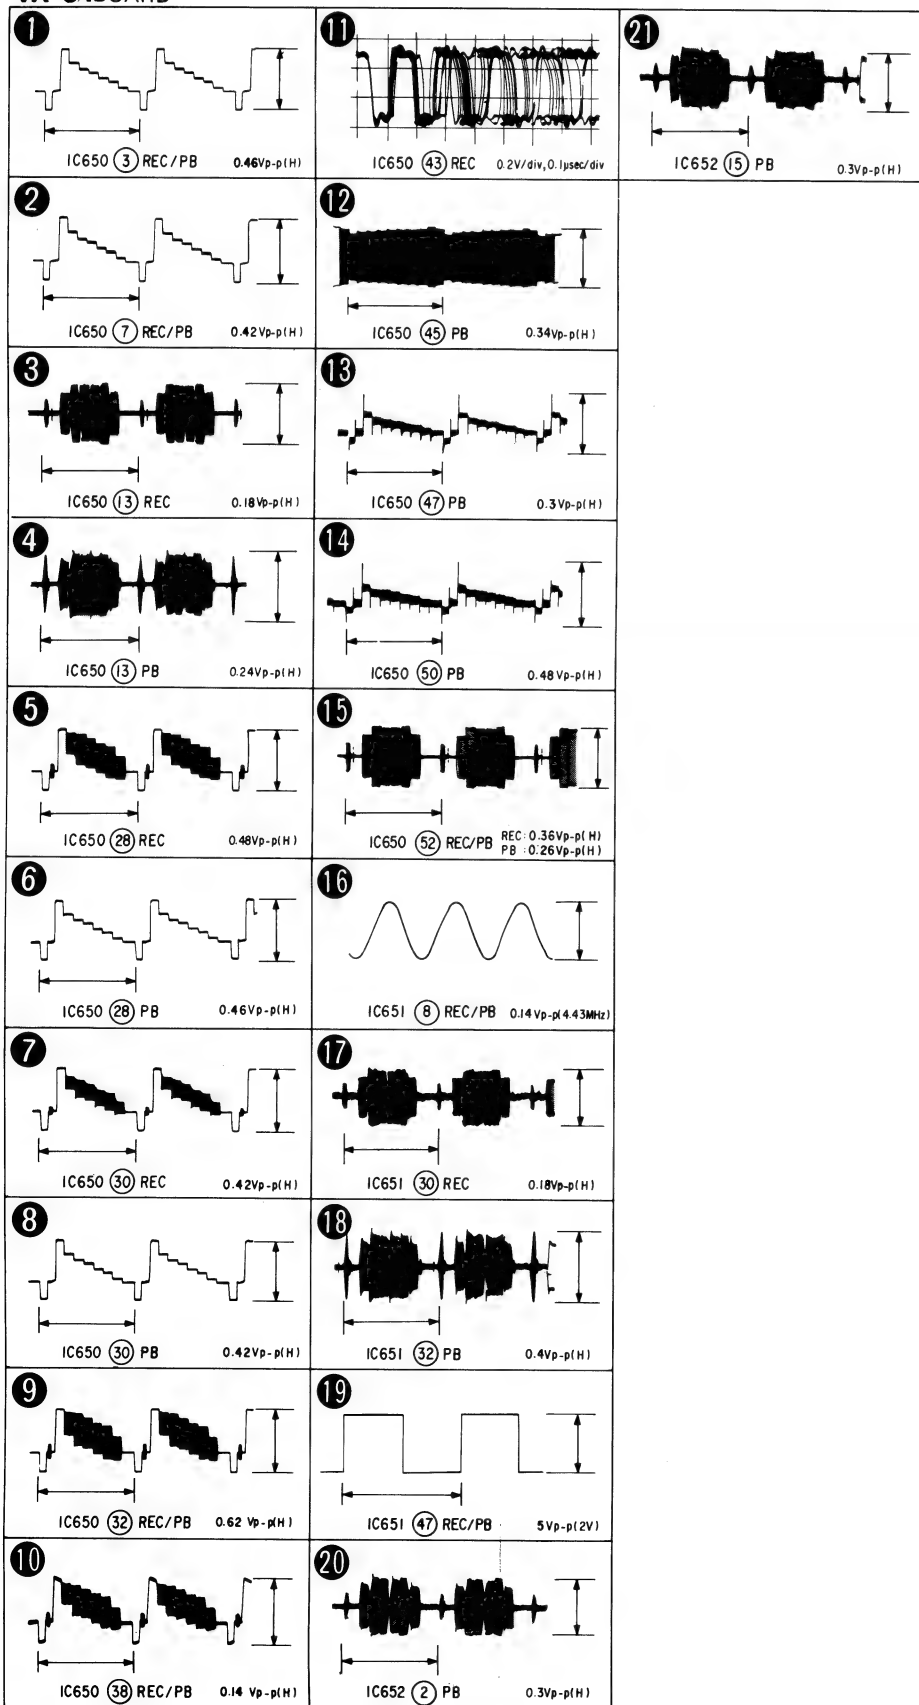 1
IC650 3 REC/PB 0.46Vp-p(H)
2
IC650 7 REC/PB 0.42Vp-p(H)
3
IC650 13 REC 0.18Vp-p(H)
4
IC650 13 PB 0.24Vp-p(H)
5
IC650 28 REC 0.48Vp-p(H)
6
IC650 28 PB 0.46Vp-p(H)
7
IC650 30 REC 0.42Vp-p(H)
8
IC650 30 PB 0.42Vp-p(H)
9
IC650 32 REC/PB 0.62 Vp-p(H)
10
IC650 38 REC/PB 0.14 Vp-p(H)
11
IC650 43 REC 0.2V/div,0.1µsec/div
12
IC650 45 PB 0.34Vp-p(H)
13
IC650 47 PB 0.3Vp-p(H)
14
IC650 50 PB 0.48Vp-p(H)
15
IC650 52 REC/PB REC:0.36Vp-p(H)
PB :0.26Vp-p(H)
16
IC651 8 REC/PB 0.14Vp-p(4.43MHz)
17
IC651 30 REC 0.18Vp-p(H)
18
IC651 32 PB 0.4Vp-p(H)
19
IC651 47 REC/PB 5Vp-p(2V)
20
IC652 2 PB 0.3Vp-p(H)
21
IC652 15 PB 0.3Vp-p(H)